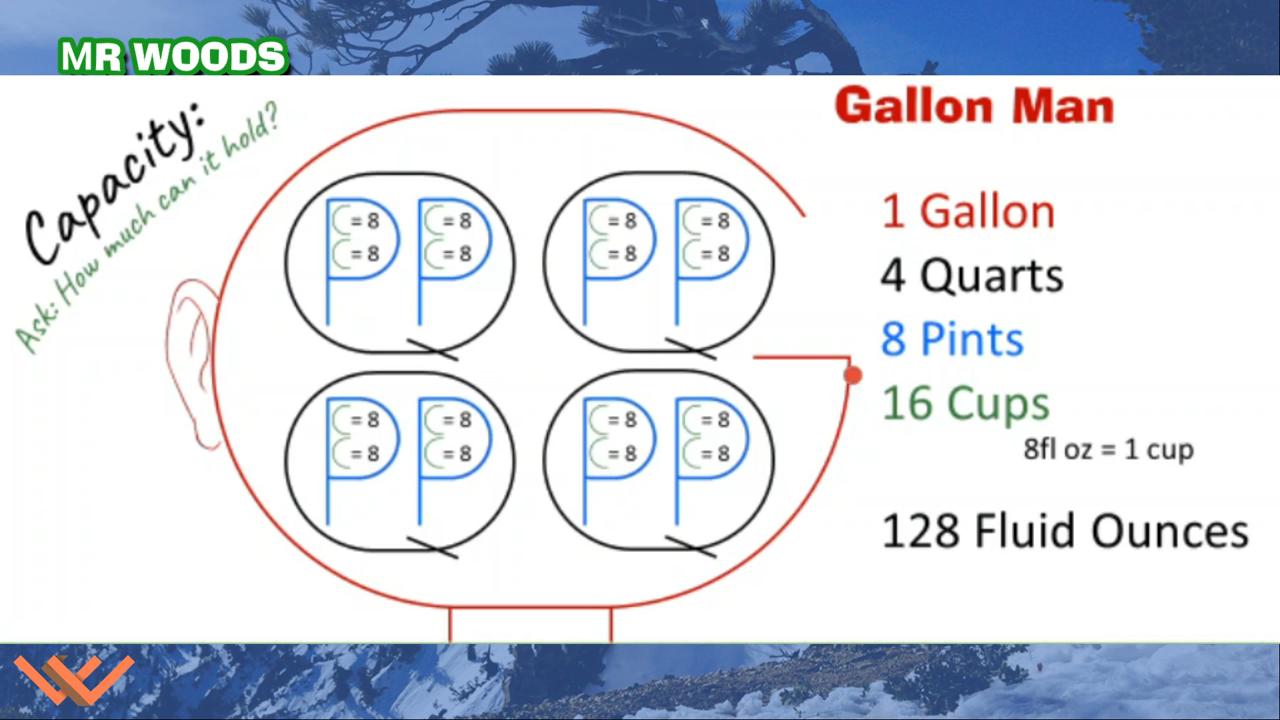 MR WOODS
Capacity:
Ask: How much can it hold?
Gallon Man
1 Gallon
4 Quarts
8 Pints
16 Cups
8fl oz = 1 cup
128 Fluid Ounces
Q Q
P P P P
C = 8 C = 8 C = 8 C = 8
C = 8 C = 8 C = 8 C = 8
Q Q
P P P P
C = 8 C = 8 C = 8 C = 8
C = 8 C = 8 C = 8 C = 8